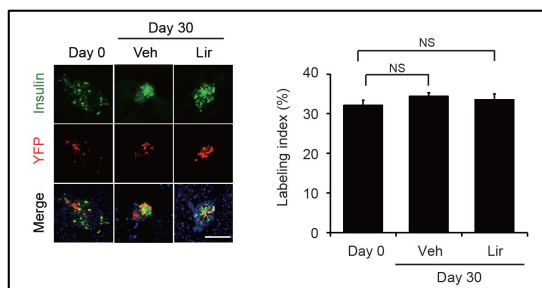 Day 30
Day 0 Veh Lir
Insulin
YFP
Merge
NS
NS
Labeling index (%)
40
30
20
10
0
Day 0 Veh Lir
Day 30